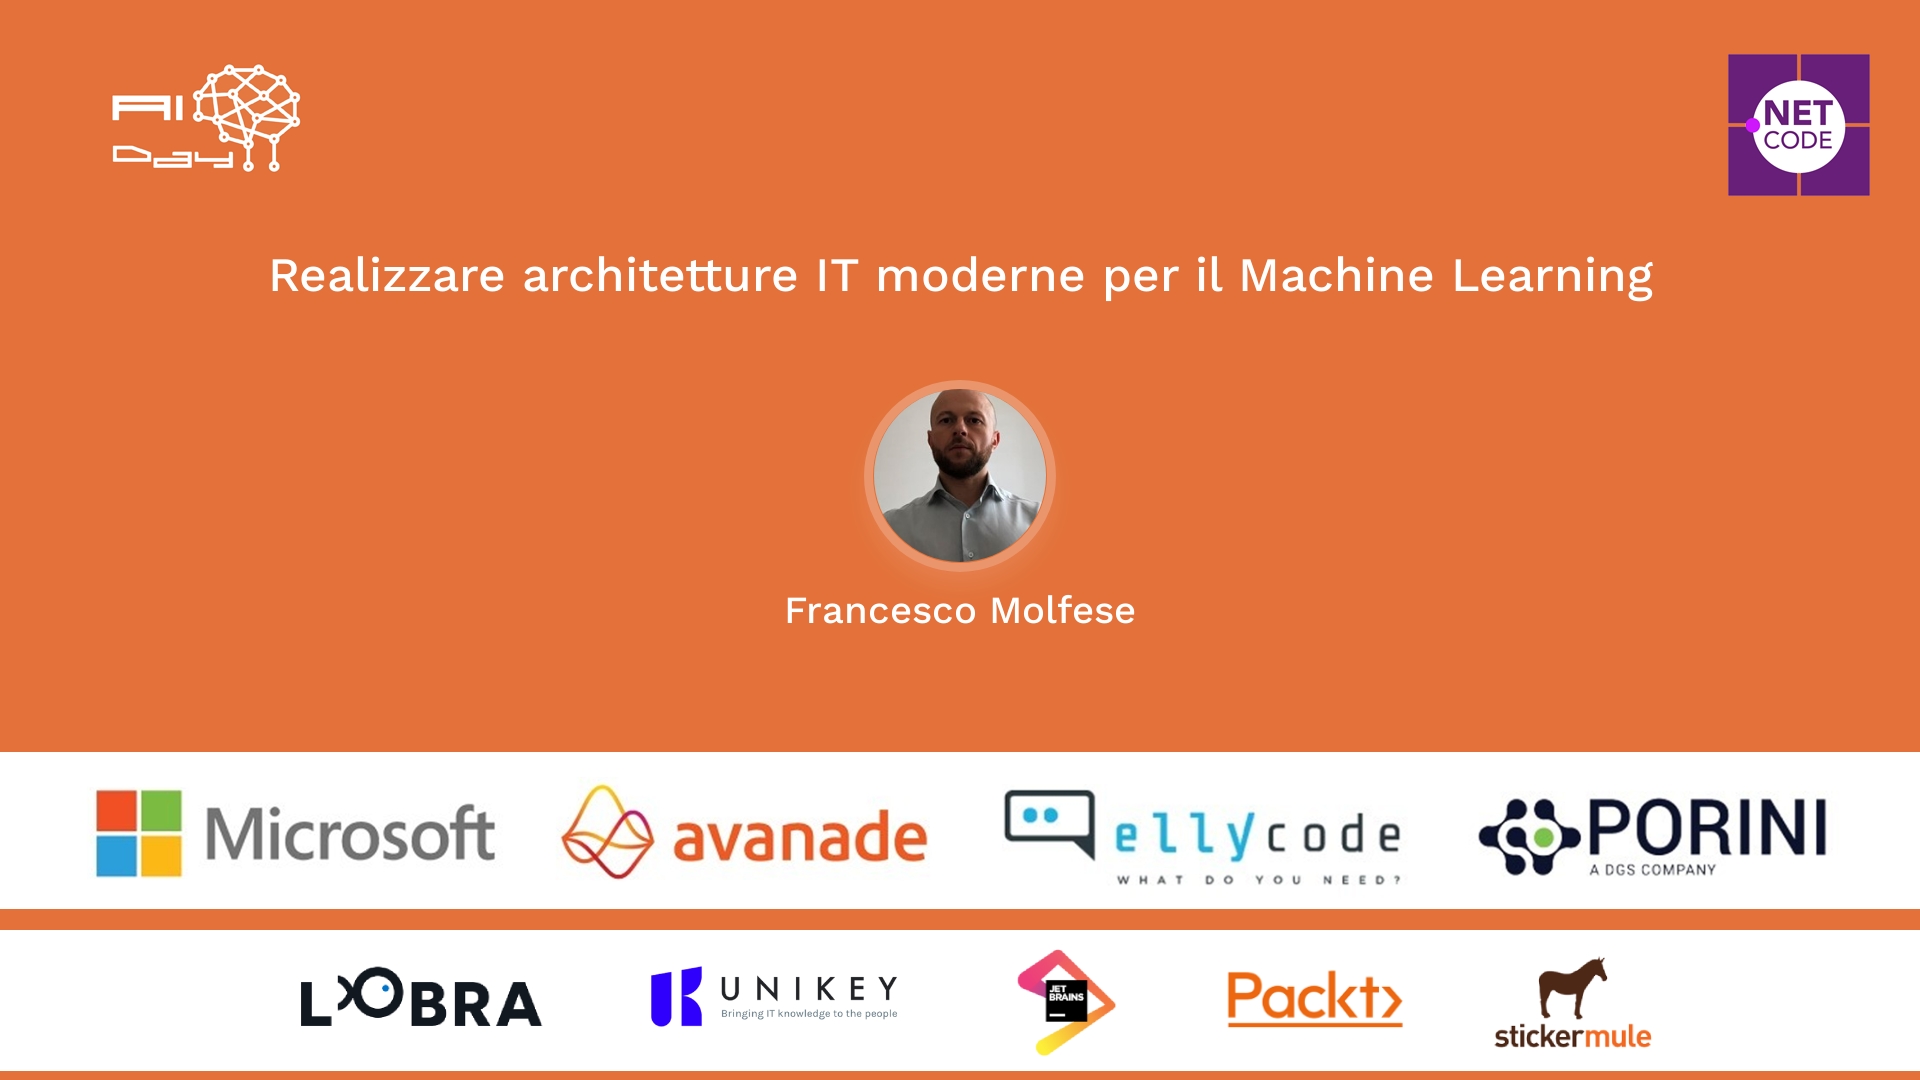 AI
Day
NET
CODE
Realizzare architetture IT moderne per il Machine Learning
Francesco Molfese
Microsoft
avanade
ellycode
WHAT DO YOU NEED?
PORINI
A DGS COMPANY
LOBRA
UNIKEY
Bringing IT knowledge to the people
JET
BRAINS
Packt>
stickermule